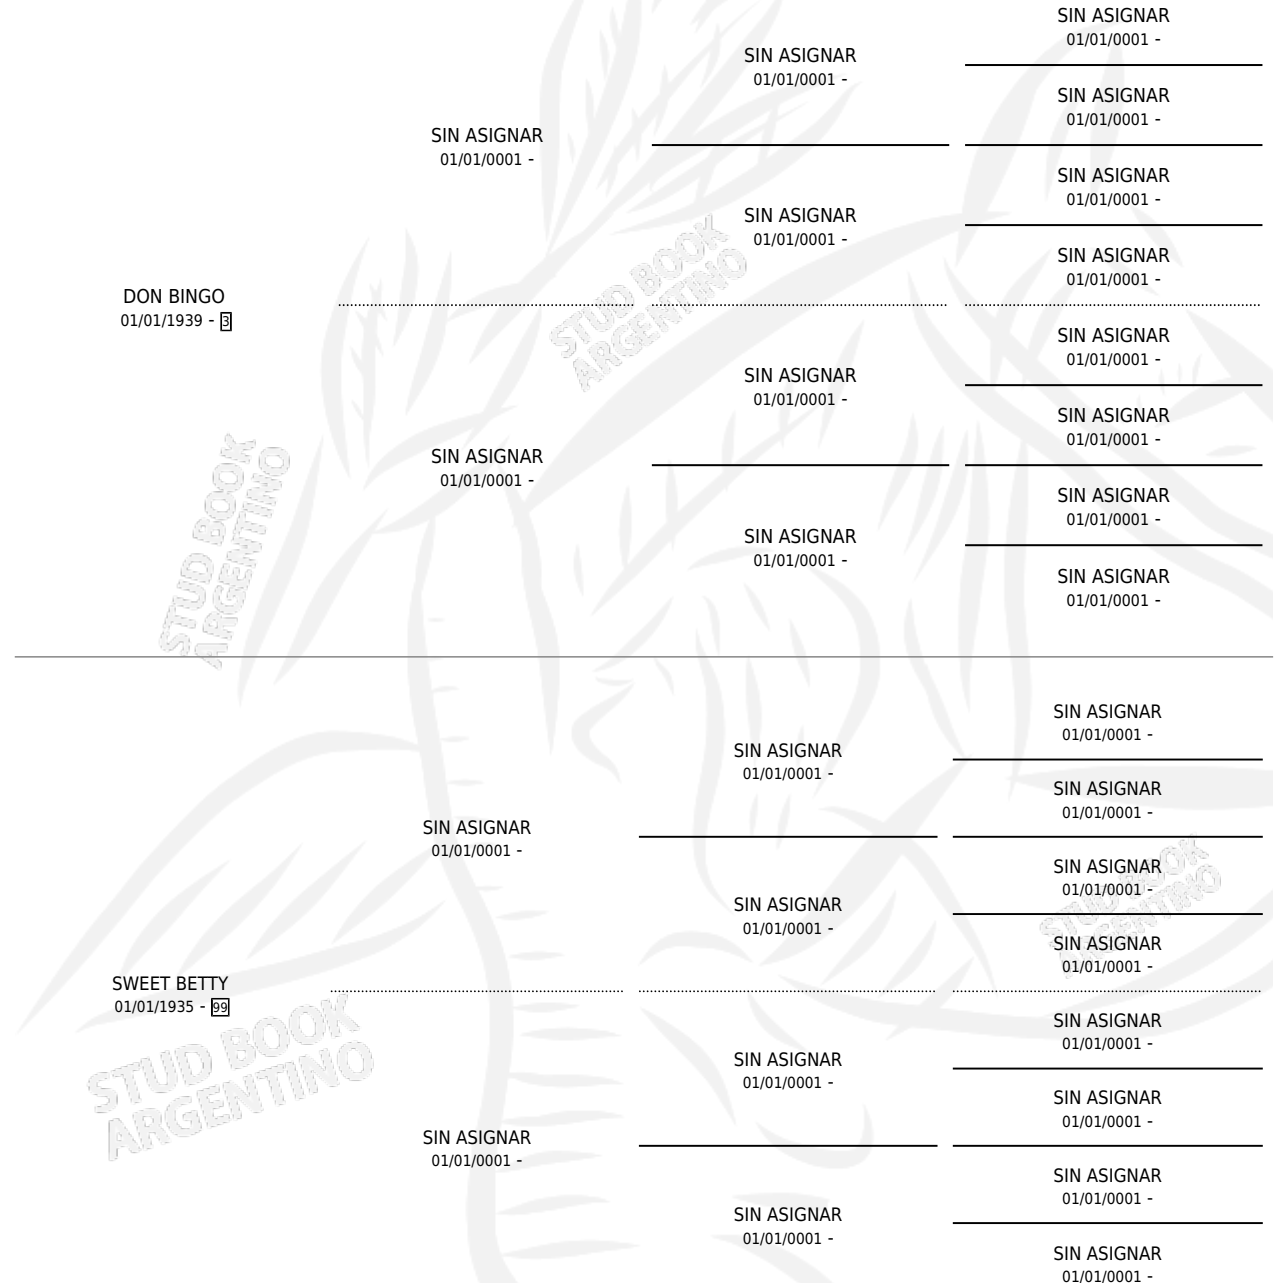 SIN ASIGNAR
01/01/0001 -
SIN ASIGNAR
01/01/0001 -
SIN ASIGNAR
01/01/0001 -
SIN ASIGNAR
01/01/0001 -
SIN ASIGNAR
01/01/0001 -
SIN ASIGNAR
01/01/0001 -
SIN ASIGNAR
01/01/0001 -
DON BINGO
01/01/1939 - 3
SIN ASIGNAR
01/01/0001 -
SIN ASIGNAR
01/01/0001 -
SIN ASIGNAR
01/01/0001 -
SIN ASIGNAR
01/01/0001 -
SIN ASIGNAR
01/01/0001 -
SIN ASIGNAR
01/01/0001 -
SIN ASIGNAR
01/01/0001 -
STUD BOOK
ARGENTINO
STUD BOOK
ARGENTINO
SIN ASIGNAR
01/01/0001 -
SIN ASIGNAR
01/01/0001 -
SIN ASIGNAR
01/01/0001 -
SIN ASIGNAR
01/01/0001 -
SIN ASIGNAR
01/01/0001 -
SIN ASIGNAR
01/01/0001 -
SIN ASIGNAR
01/01/0001 -
SWEET BETTY
01/01/1935 - 99
SIN ASIGNAR
01/01/0001 -
SIN ASIGNAR
01/01/0001 -
SIN ASIGNAR
01/01/0001 -
SIN ASIGNAR
01/01/0001 -
SIN ASIGNAR
01/01/0001 -
SIN ASIGNAR
01/01/0001 -
SIN ASIGNAR
01/01/0001 -
STUD BOOK
ARGENTINO
STUD BOOK
ARGENTINO